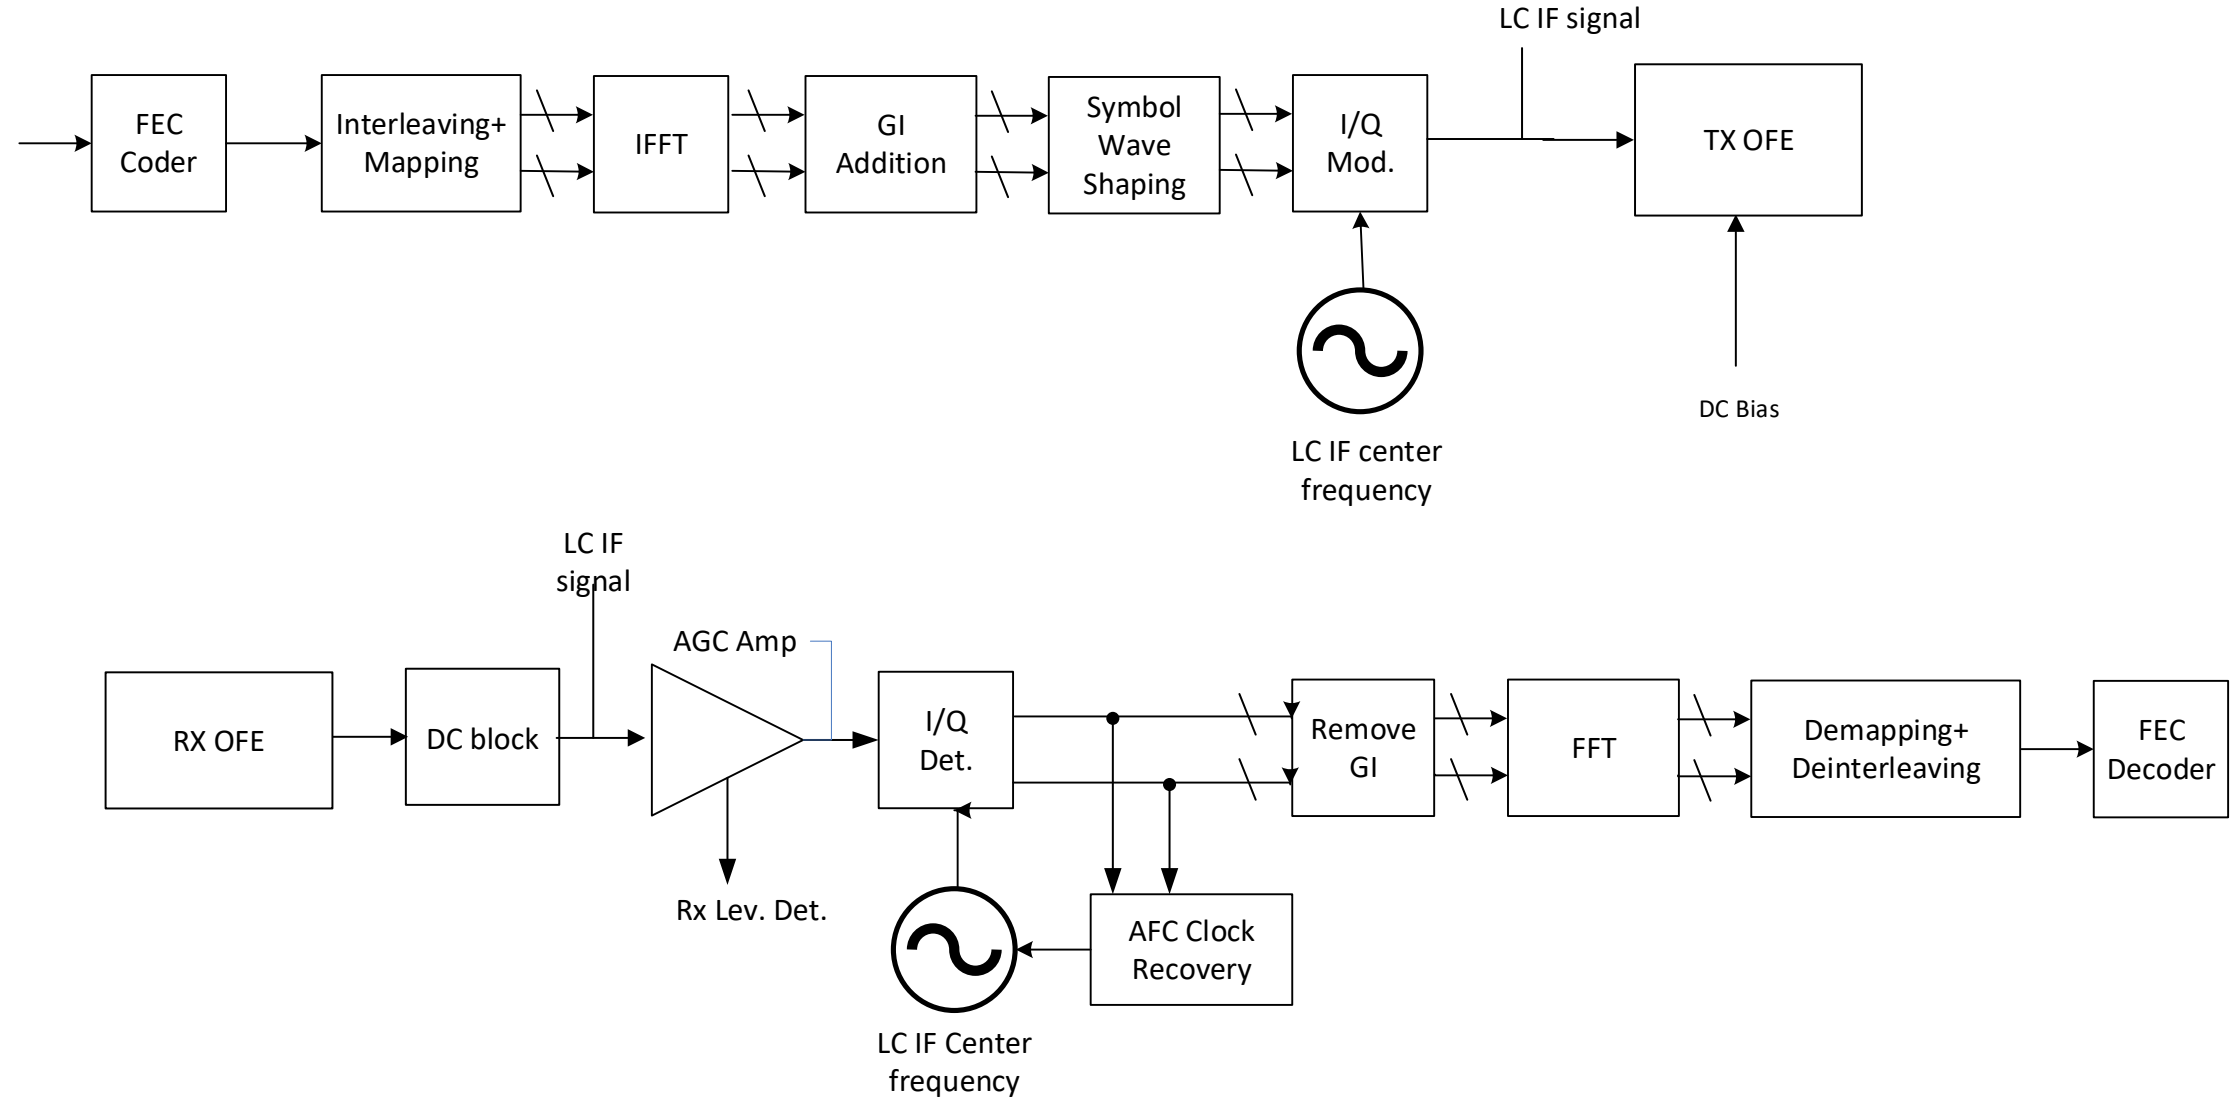 LC IF signal
FEC
Coder
Interleaving+
Mapping
IFFT
GI
Addition
Symbol
Wave
Shaping
I/Q
Mod.
TX OFE
DC Bias
LC IF center
frequency
LC IF
signal
AGC Amp
RX OFE
DC block
I/Q
Det.
Remove
GI
FFT
Demapping+
Deinterleaving
FEC
Decoder
Rx Lev. Det.
AFC Clock
Recovery
LC IF Center
frequency